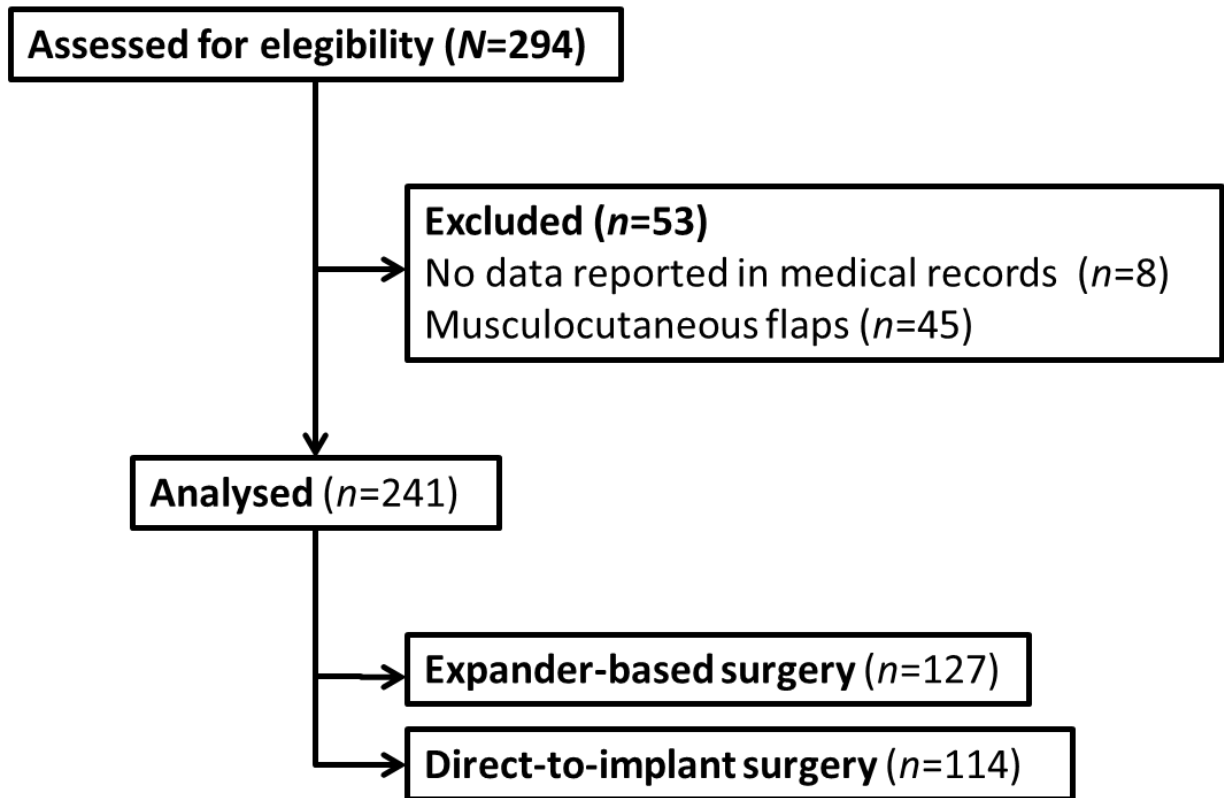 Assessed for elegibility (N=294)
Excluded (n=53)
No data reported in medical records (n=8)
Musculocutaneous flaps (n=45)
Analysed (n=241)
Expander-based surgery (n=127)
Direct-to-implant surgery (n=114)